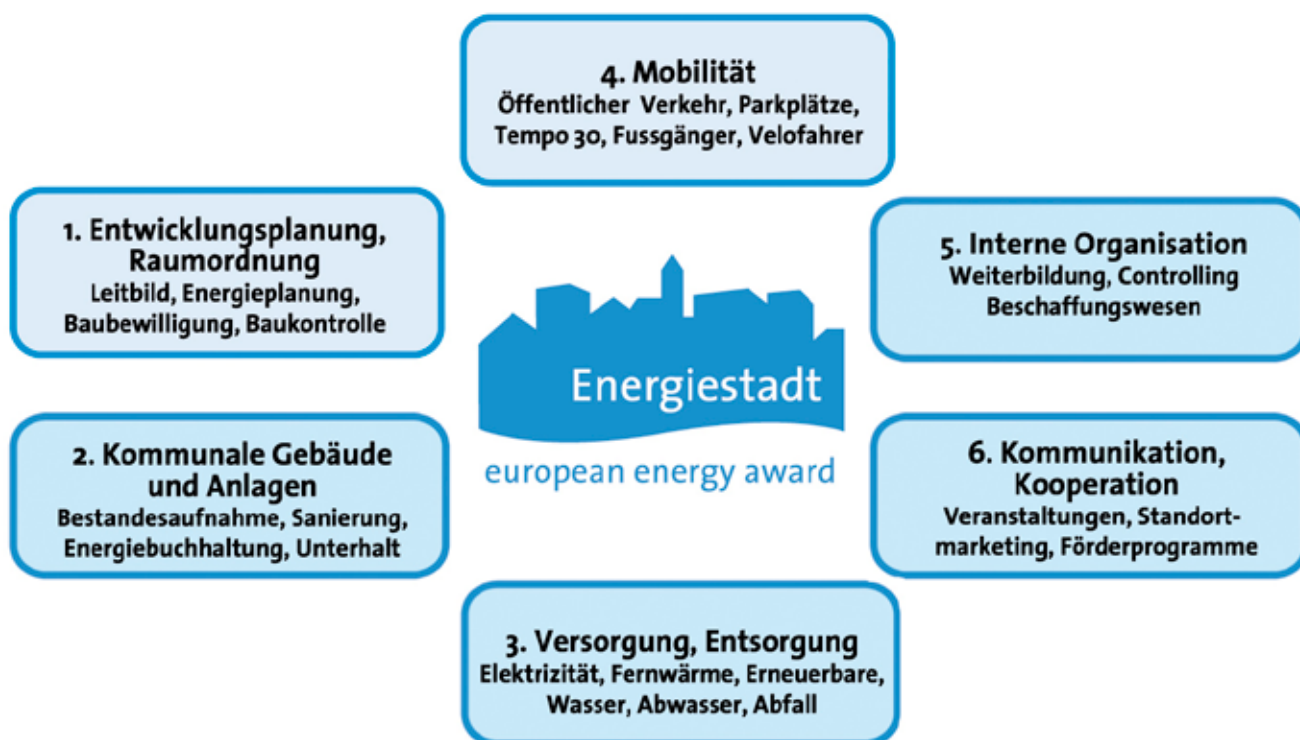 4. Mobilität
Öffentlicher Verkehr, Parkplätze,
Tempo 30, Fussgänger, Velofahrer
1. Entwicklungsplanung,
Raumordnung
Leitbild, Energieplanung,
Baubewilligung, Baukontrolle
5. Interne Organisation
Weiterbildung, Controlling
Beschaffungswesen
Energiestadt
european energy award
2. Kommunale Gebäude
und Anlagen
Bestandesaufnahme, Sanierung,
Energiebuchhaltung, Unterhalt
6. Kommunikation,
Kooperation
Veranstaltungen, Standort-
marketing, Förderprogramme
3. Versorgung, Entsorgung
Elektrizität, Fernwärme, Erneuerbare,
Wasser, Abwasser, Abfall